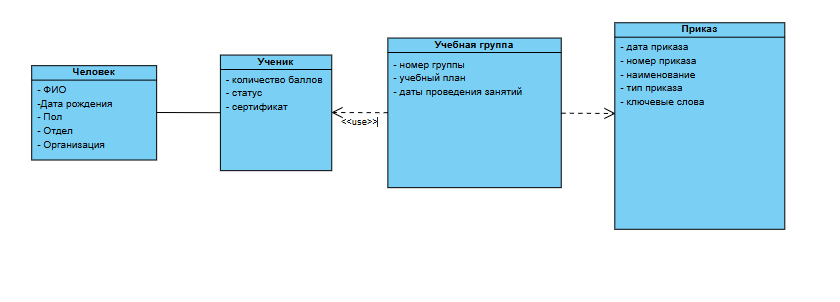 Человек
- ФИО
-Дата рождения
- Пол
- Отдел
- Организация
Ученик
- количество баллов
- статус
- сертификат
<<use>>
Учебная группа
- номер группы
- учебный план
- даты проведения занятий
Приказ
- дата приказа
- номер приказа
- наименование
- тип приказа
- ключевые слова